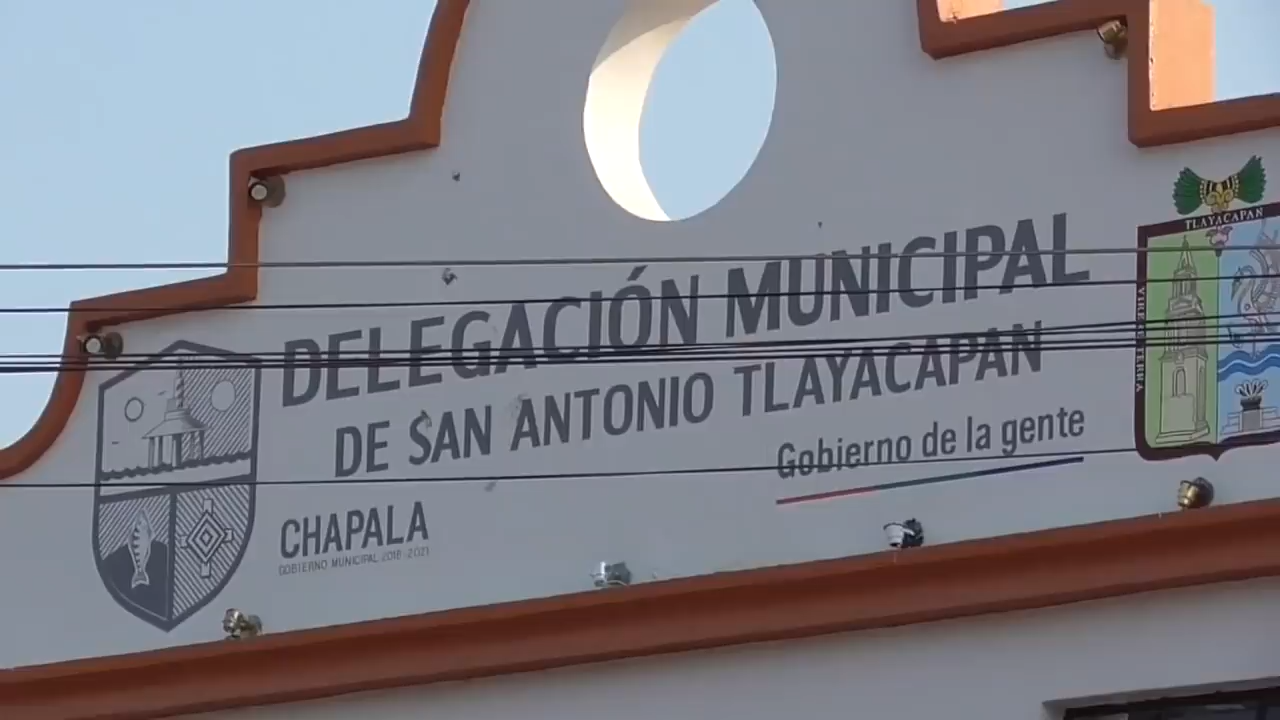 DELEGACIÓN MUNICIPAL
DE SAN ANTONIO TLAYACAPAN
Gobierno de la gente
CHAPALA
GOBIERNO MUNICIPAL 2018-2021
TLAYACAPAN